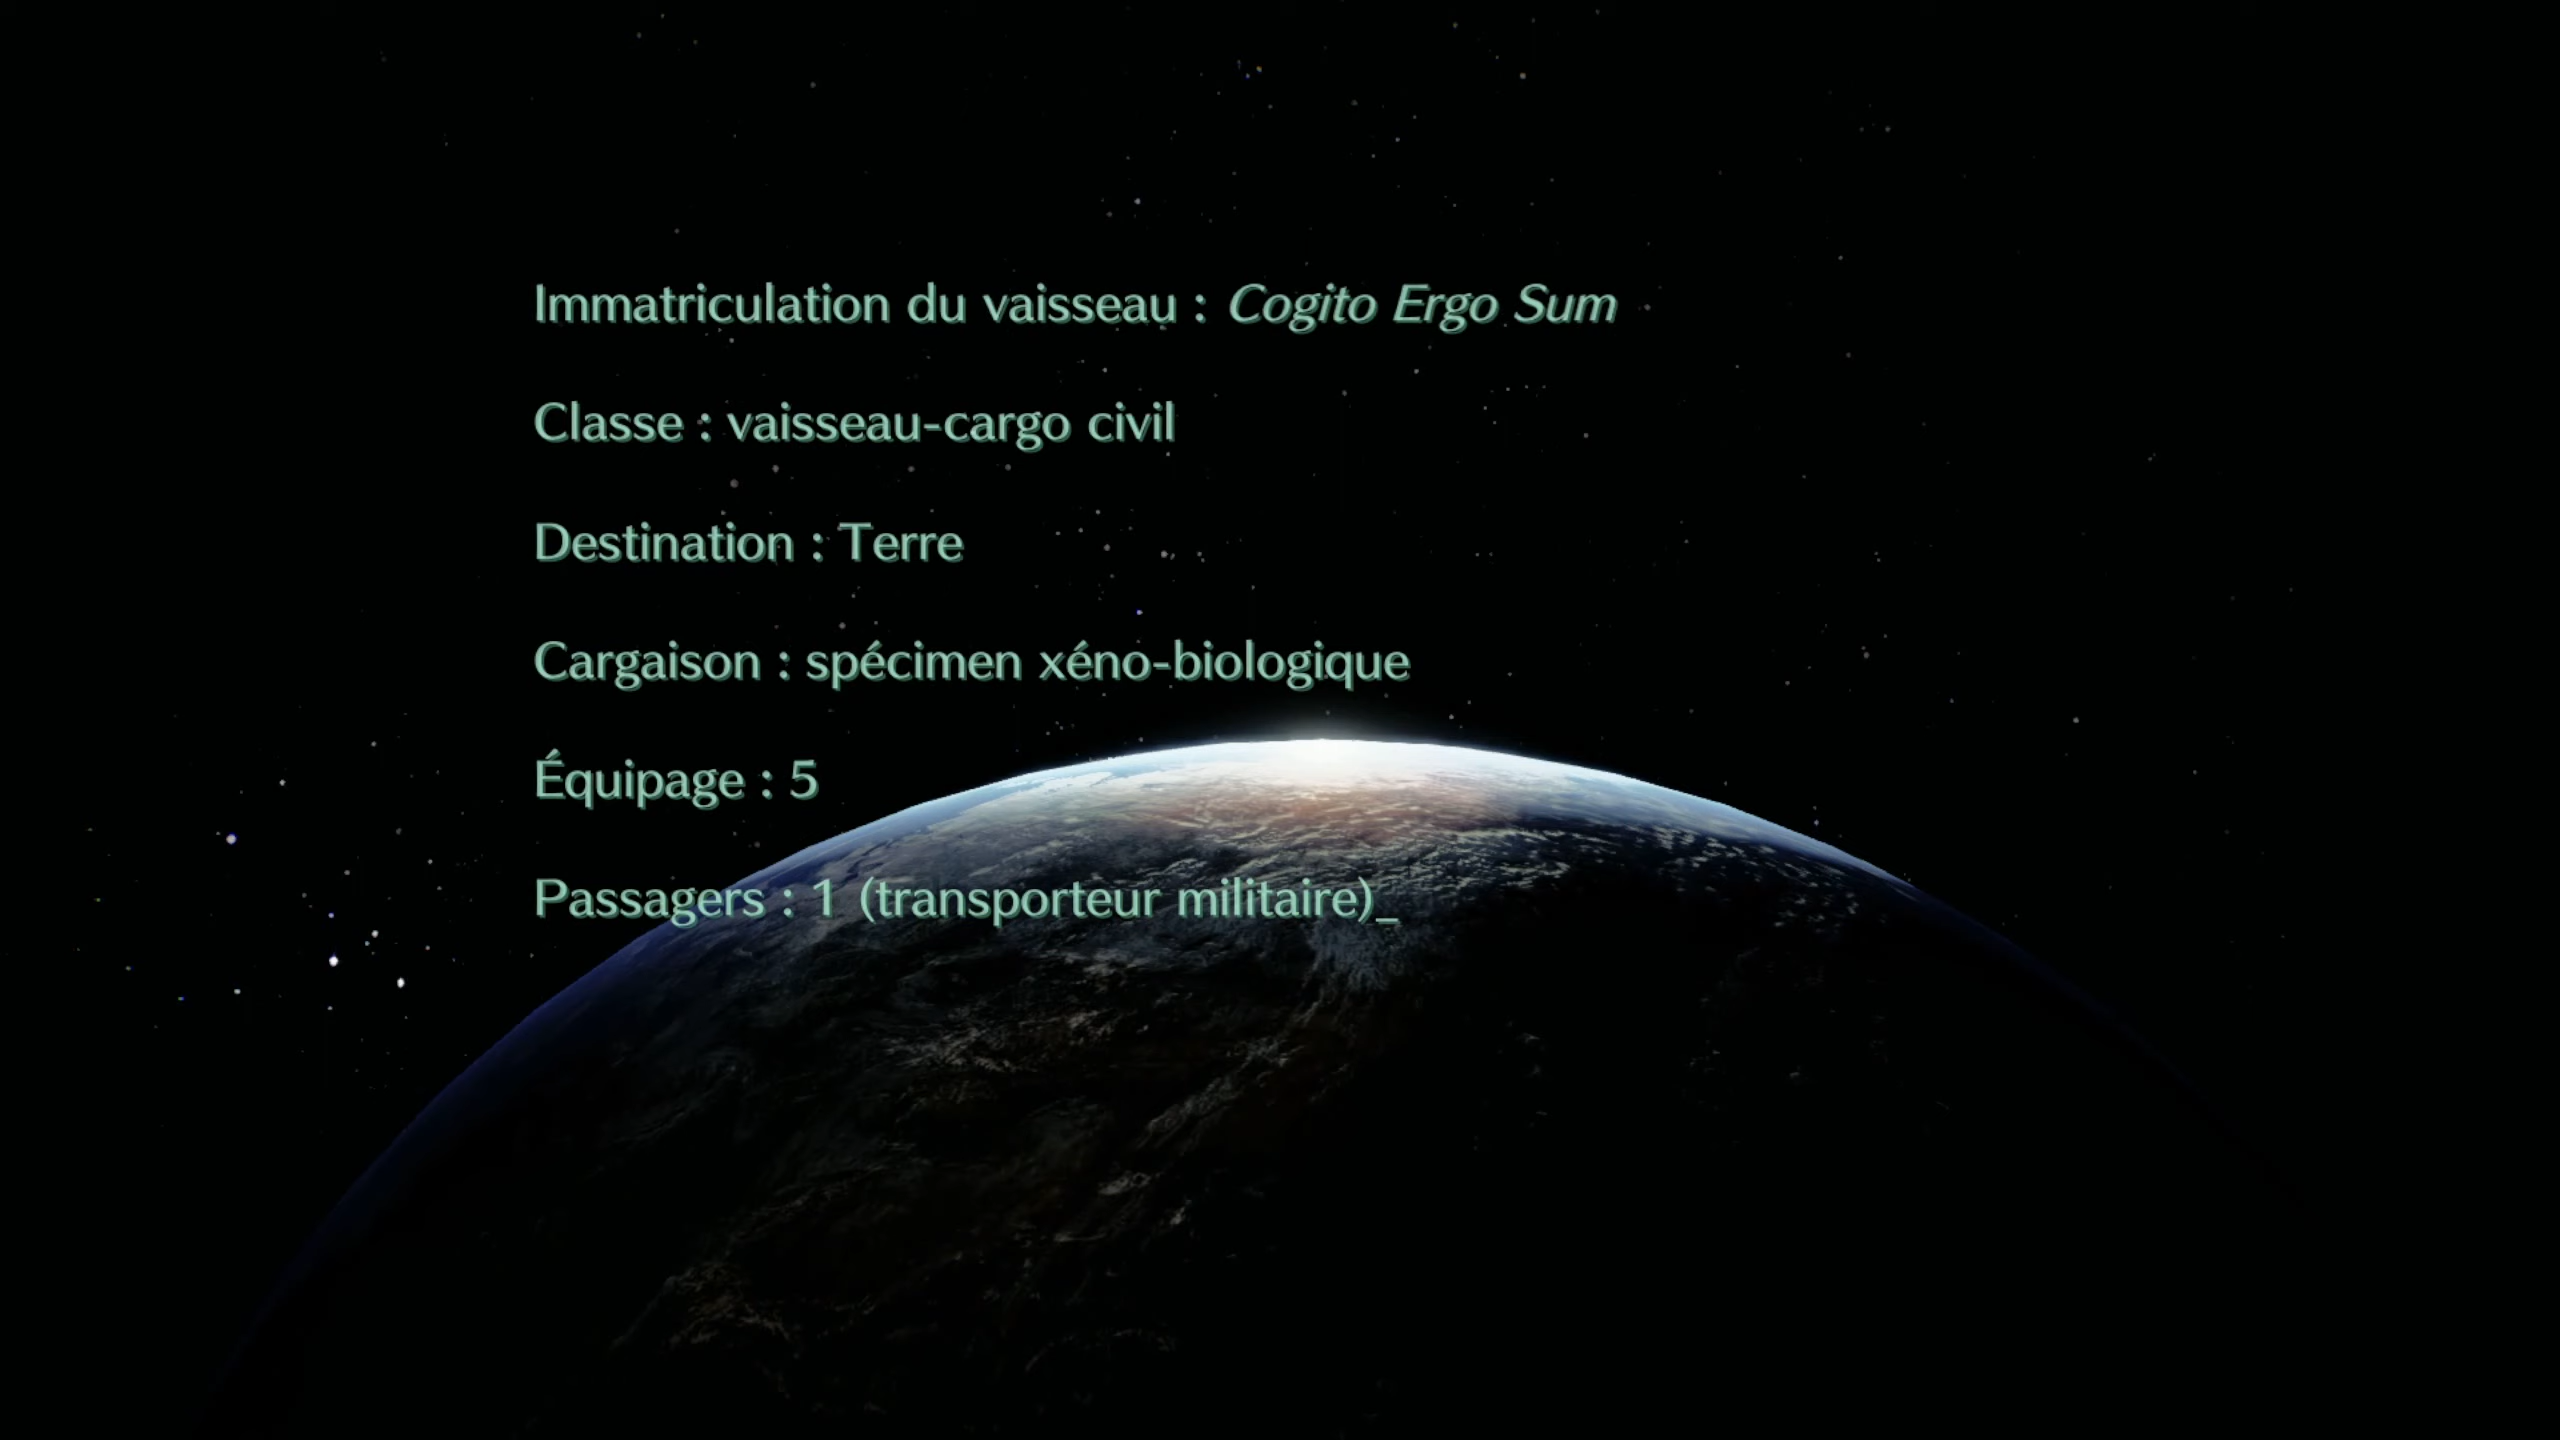 Immatriculation du vaisseau : Cogito Ergo Sum
Classe : vaisseau-cargo civil
Destination : Terre
Cargaison : spécimen xéno-biologique
Équipage : 5
Passagers : 1 (transporteur militaire)_